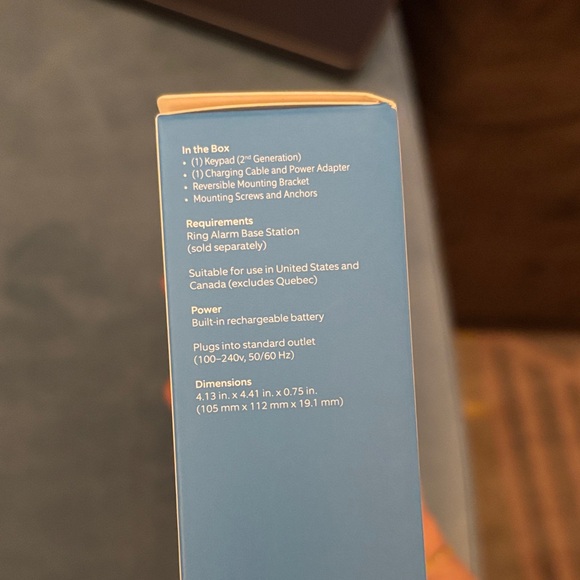 In the Box
• (1) Keypad (2nd Generation)
• (1) Charging Cable and Power Adapter
• Reversible Mounting Bracket
• Mounting Screws and Anchors
Requirements
Ring Alarm Base Station
(sold separately)
Suitable for use in United States and
Canada (excludes Quebec)
Power
Built-in rechargeable battery
Plugs into standard outlet
(100–240v, 50/60 Hz)
Dimensions
4.13 in. x 4.41 in. x 0.75 in.
(105 mm x 112 mm x 19.1 mm)